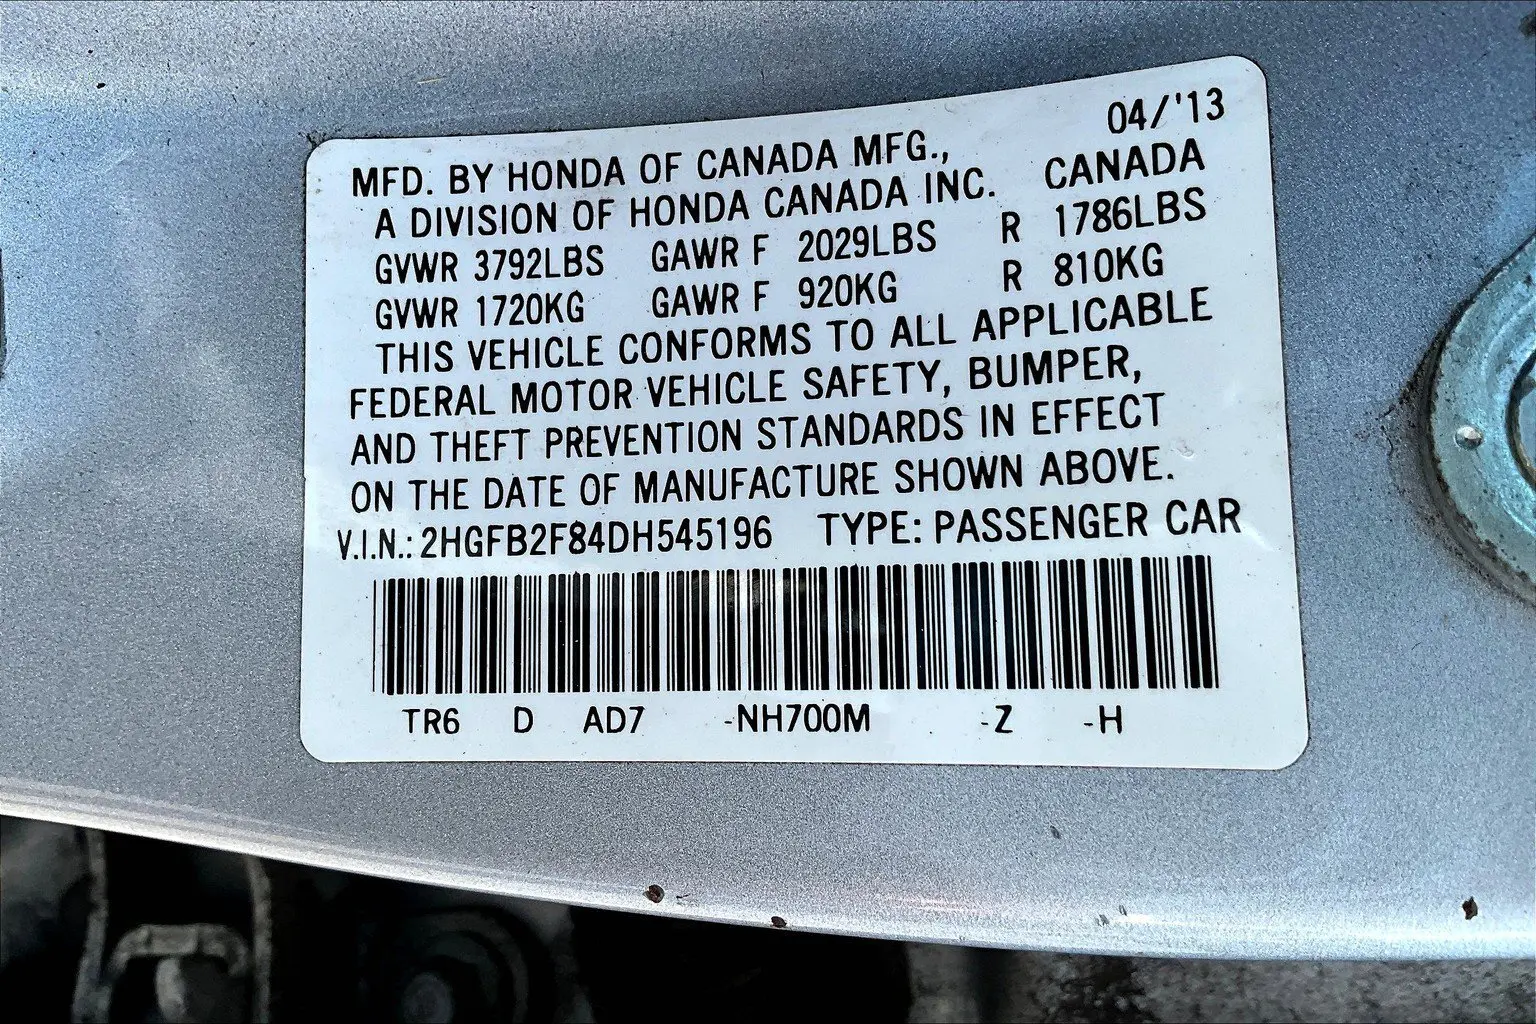 04/'13
MFD. BY HONDA OF CANADA MFG.,
A DIVISION OF HONDA CANADA INC. CANADA
GVWR 3792LBS GAWR F 2029LBS R 1786LBS
GVWR 1720KG GAWR F 920KG R 810KG
THIS VEHICLE CONFORMS TO ALL APPLICABLE
FEDERAL MOTOR VEHICLE SAFETY, BUMPER,
AND THEFT PREVENTION STANDARDS IN EFFECT
ON THE DATE OF MANUFACTURE SHOWN ABOVE.
V.I.N.: 2HGFB2F84DH545196 TYPE: PASSENGER CAR
TR6 D AD7 -NH700M -Z -H